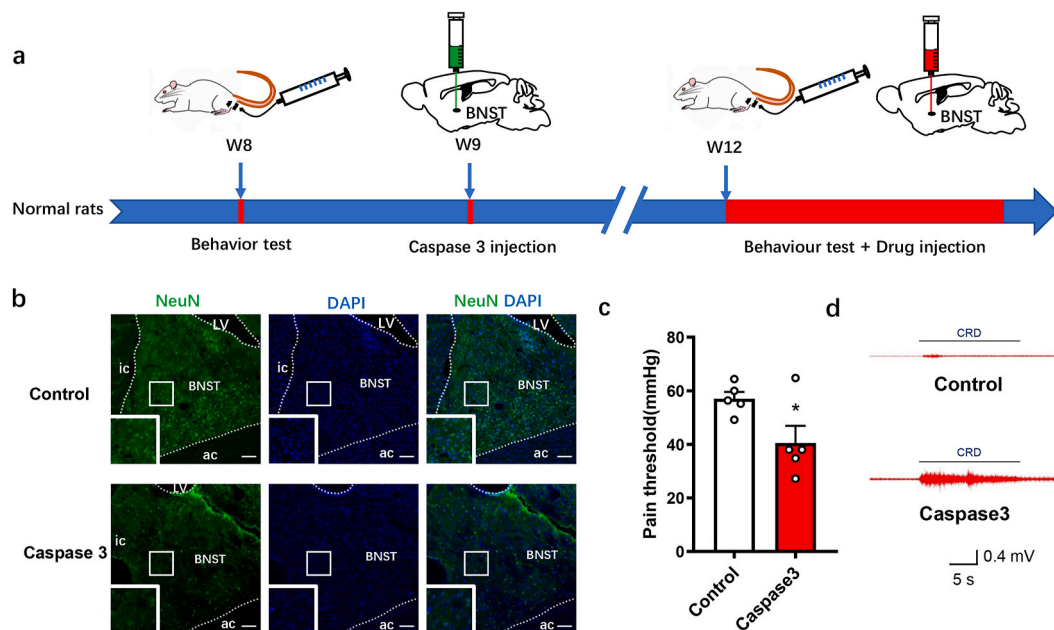 a
BNST
BNST
W8
W9
W12
Normal rats
Behavior test
Caspase 3 injection
Behaviour test + Drug injection
b
NeuN
DAPI
NeuN DAPI
Control
LV
ic
BNST
ac
LV
ic
BNST
ac
LV
ic
BNST
ac
Caspase 3
LV
ic
BNST
ac
BNST
ac
BNST
ac
c
Pain threshold(mmHg)
80
60
40
20
0
*
Control
Caspase3
d
CRD
Control
CRD
Caspase3
0.4 mV
5 s